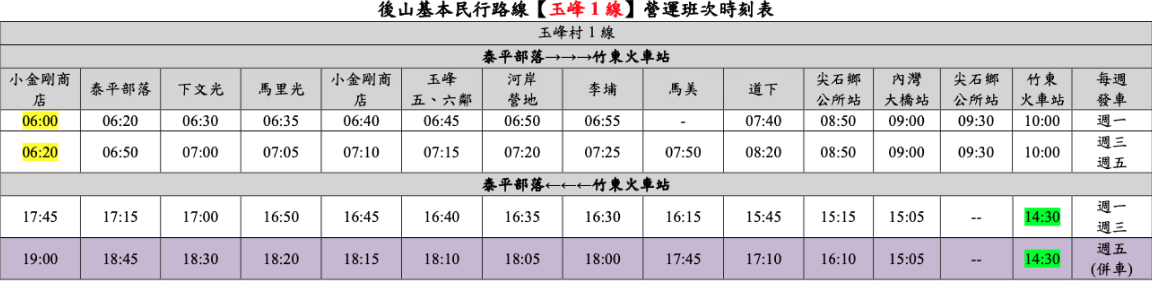 後山基本民行路線【玉峰1線】營運班次時刻表
玉峰村1線
泰平部落→→→竹東火車站
小金剛商店 泰平部落 下文光 馬里光 小金剛商店 玉峰五、六鄰 河岸營地 李埔 馬美 道下 尖石鄉公所站 內灣大橋站 尖石鄉公所站 竹東火車站 每週發車
06:00 06:20 06:30 06:35 06:40 06:45 06:50 06:55 - 07:40 08:50 09:00 09:30 10:00 週一
06:20 06:50 07:00 07:05 07:10 07:15 07:20 07:25 07:50 08:20 08:50 09:00 09:30 10:00 週三 週五
泰平部落←←←竹東火車站
17:45 17:15 17:00 16:50 16:45 16:40 16:35 16:30 16:15 15:45 15:15 15:05 -- 14:30 週一 週三
19:00 18:45 18:30 18:20 18:15 18:10 18:05 18:00 17:45 17:10 16:10 15:05 -- 14:30 週五 (併車)